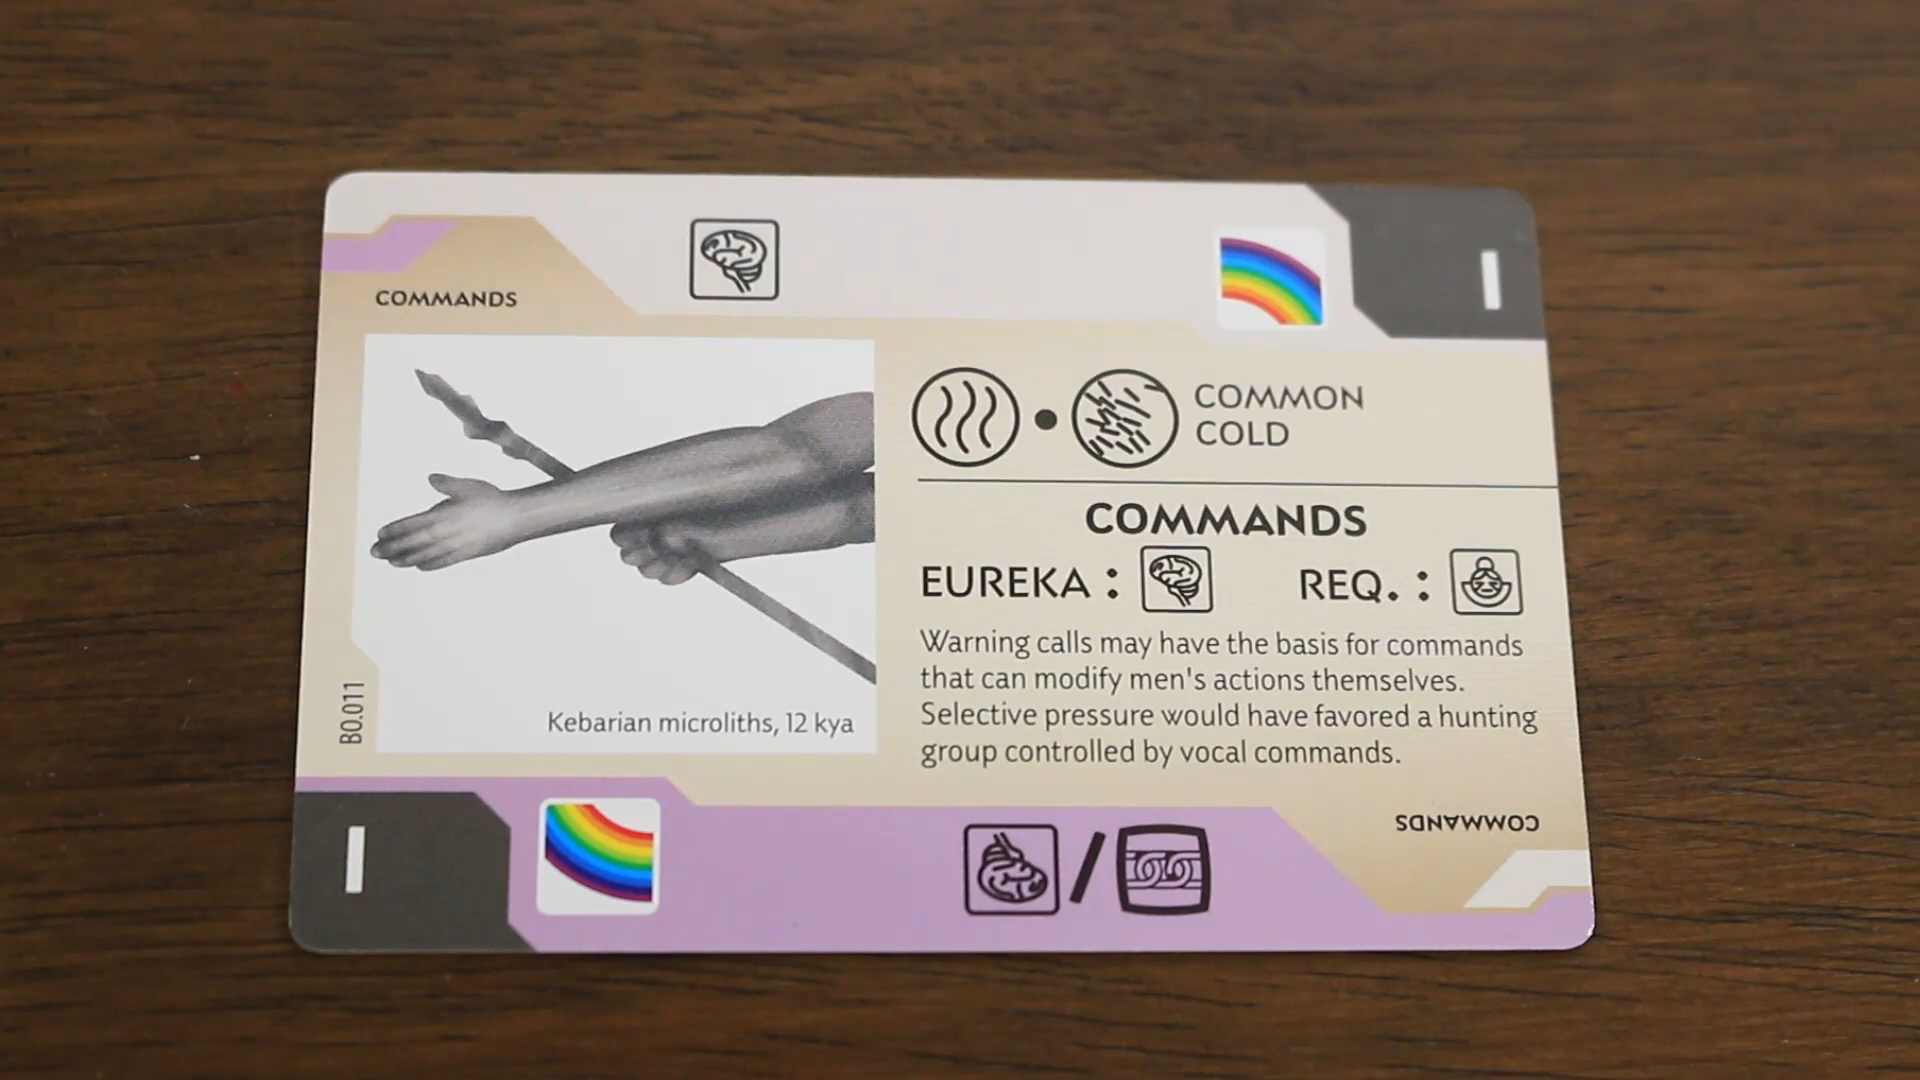 COMMANDS
I
COMMON
COLD
COMMANDS
EUREKA : REQ. :
Warning calls may have the basis for commands
that can modify men's actions themselves.
Selective pressure would have favored a hunting
group controlled by vocal commands.
Kebarian microliths, 12 kya
B0.011
COMMANDS
I
/